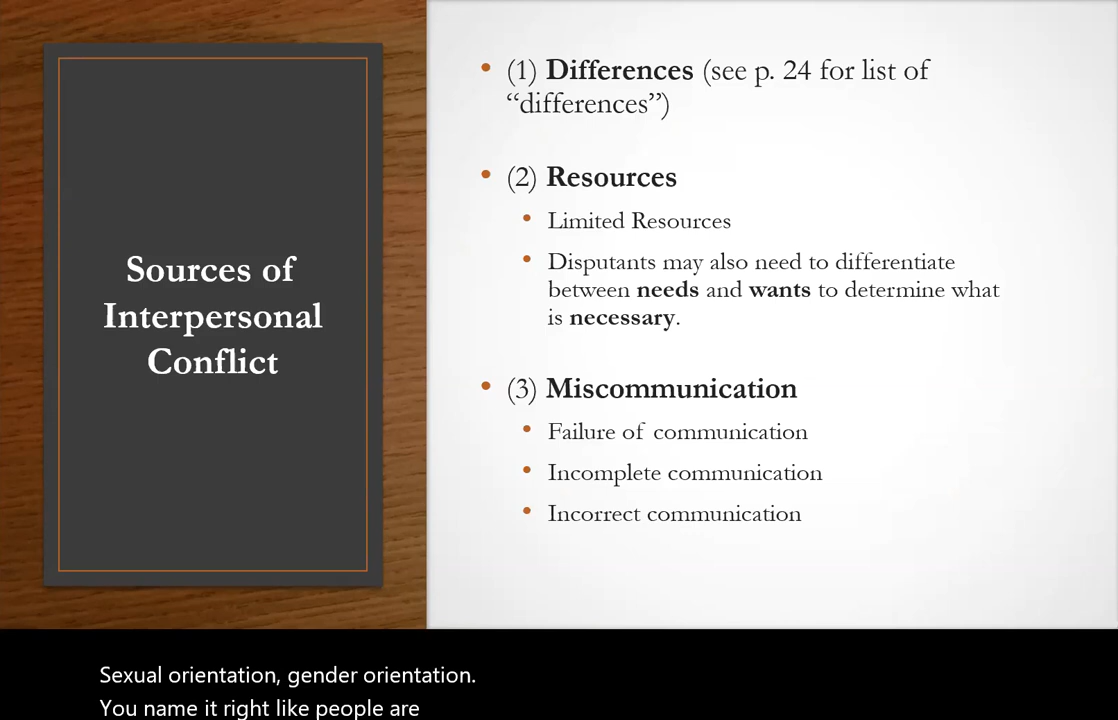 Sources of
Interpersonal
Conflict
• (1) Differences (see p. 24 for list of
“differences”)
• (2) Resources
• Limited Resources
• Disputants may also need to differentiate
between needs and wants to determine what
is necessary.
• (3) Miscommunication
• Failure of communication
• Incomplete communication
• Incorrect communication
Sexual orientation, gender orientation.
You name it right like people are